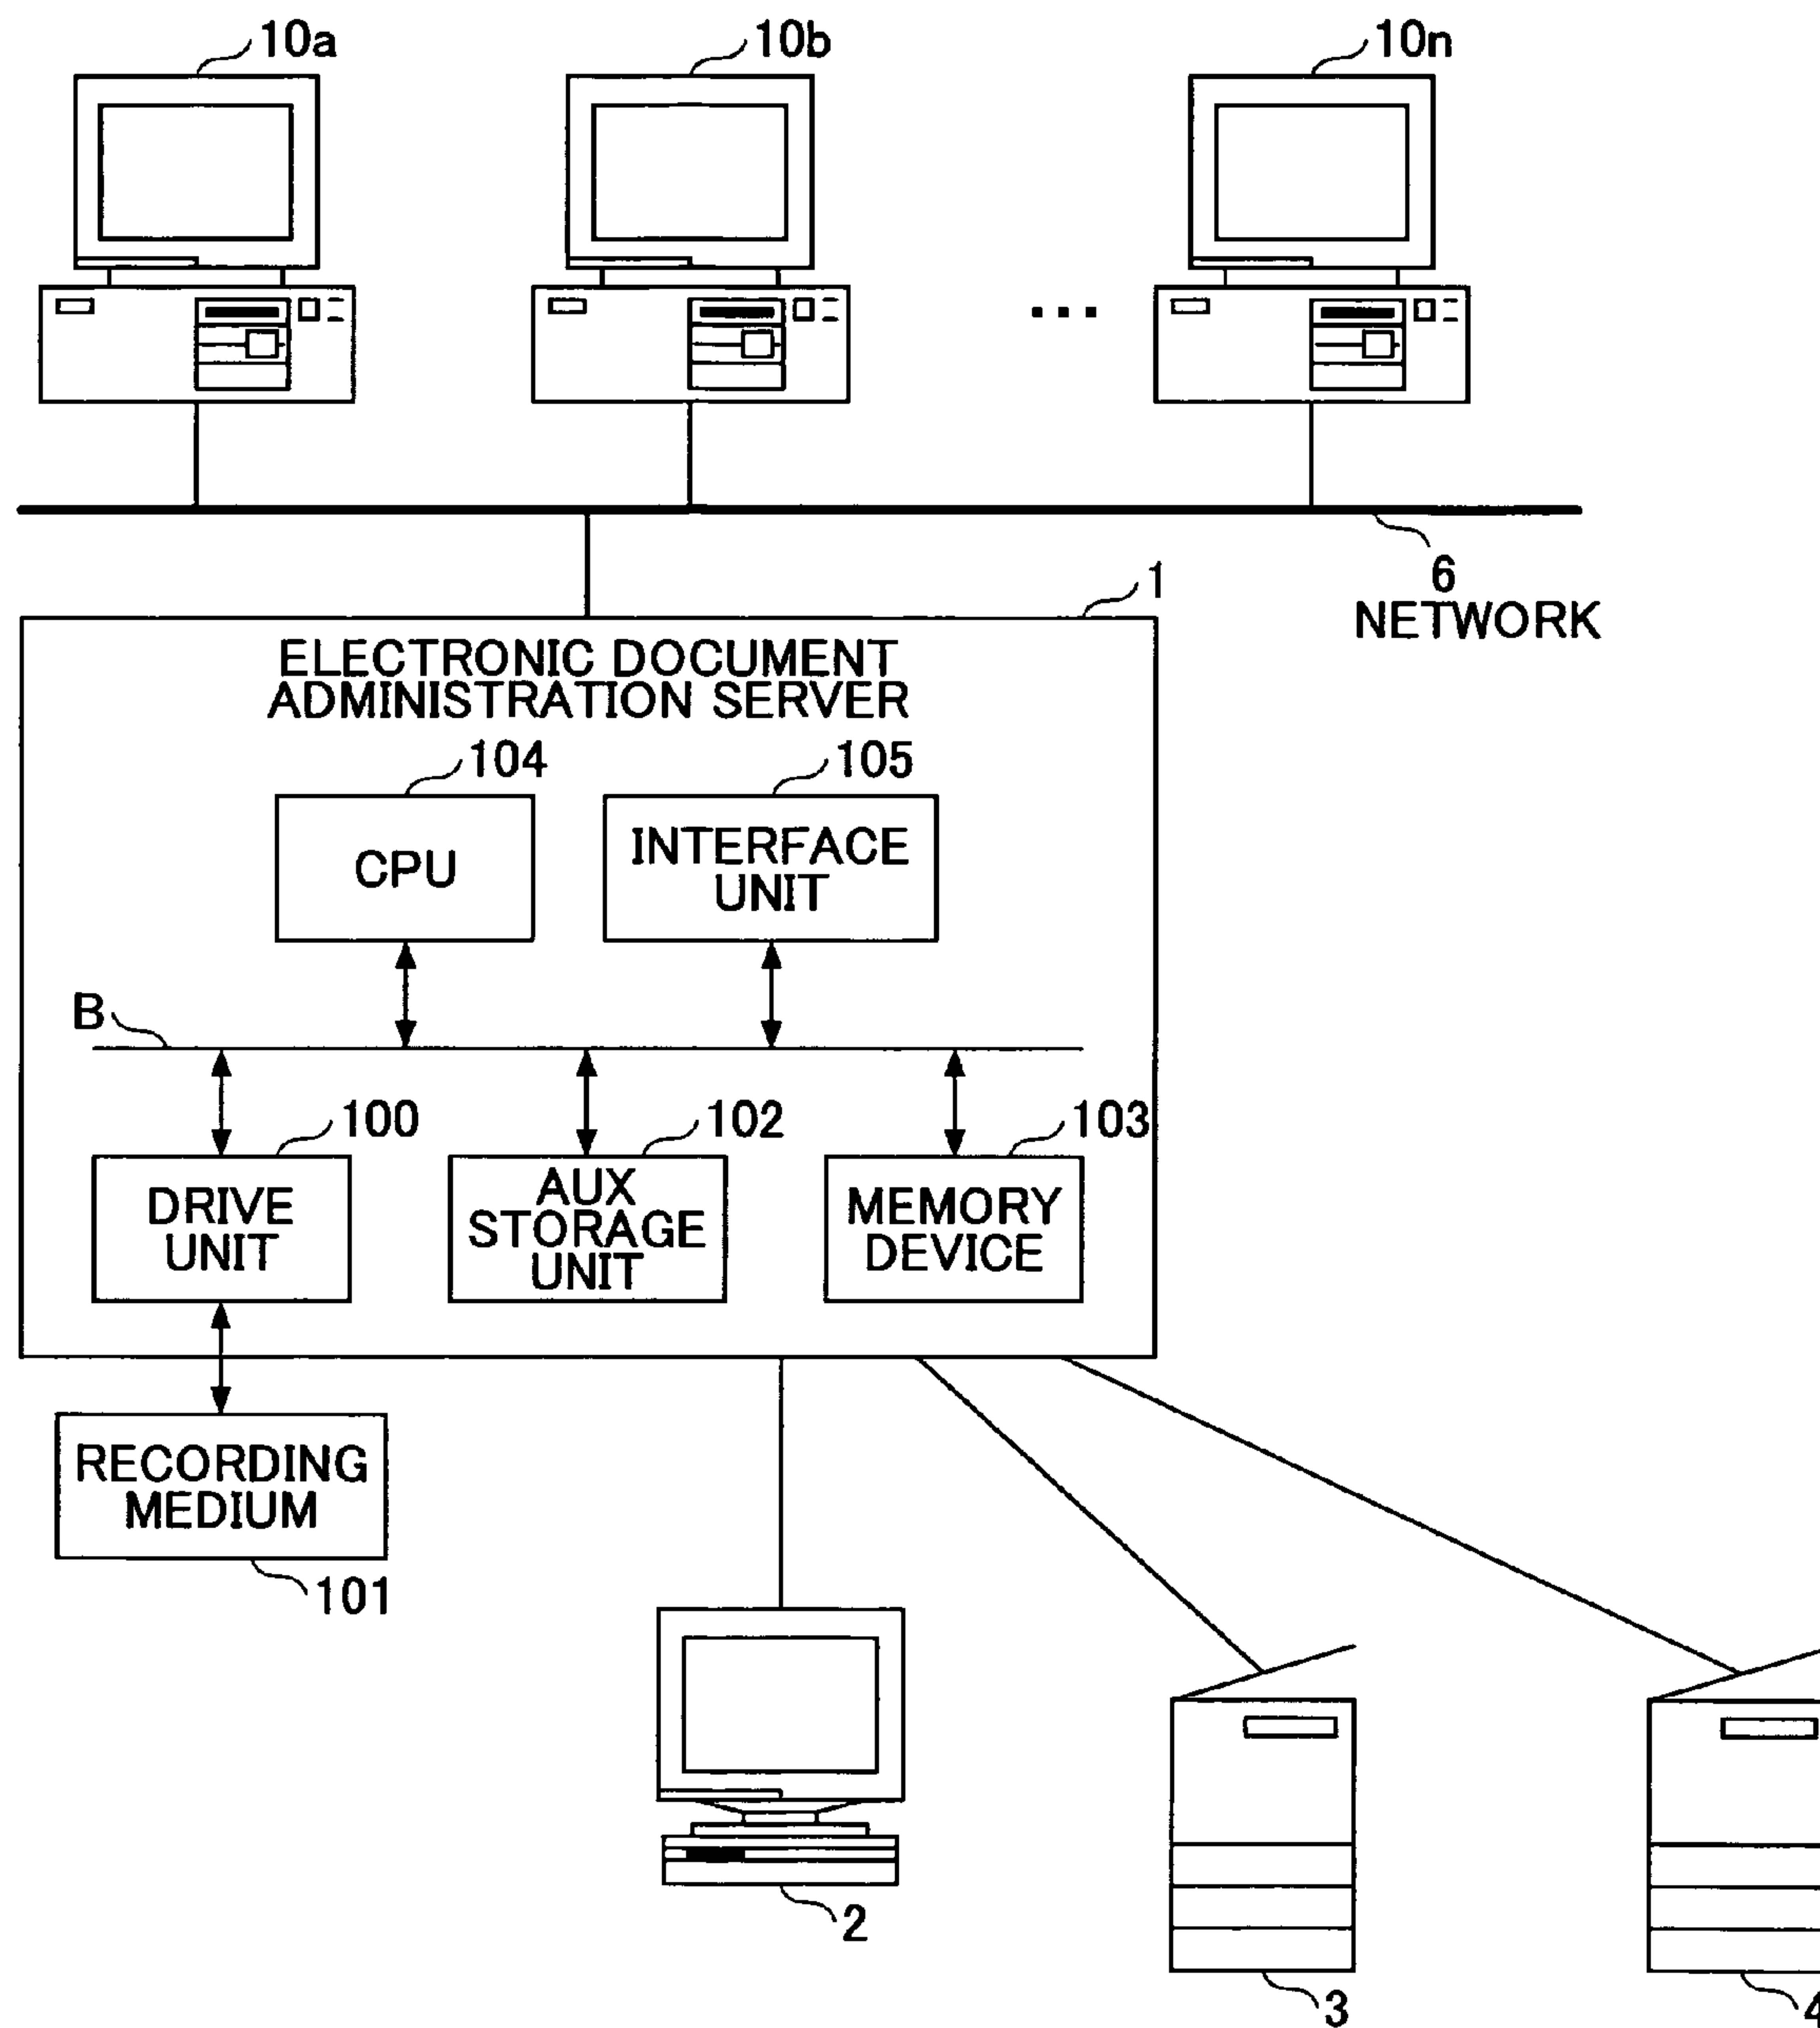 10a
10b
10n
...
6
NETWORK
1
ELECTRONIC DOCUMENT
ADMINISTRATION SERVER
104
105
CPU
INTERFACE
UNIT
B
100
102
103
DRIVE
UNIT
AUX
STORAGE
UNIT
MEMORY
DEVICE
RECORDING
MEDIUM
101
2
3
4